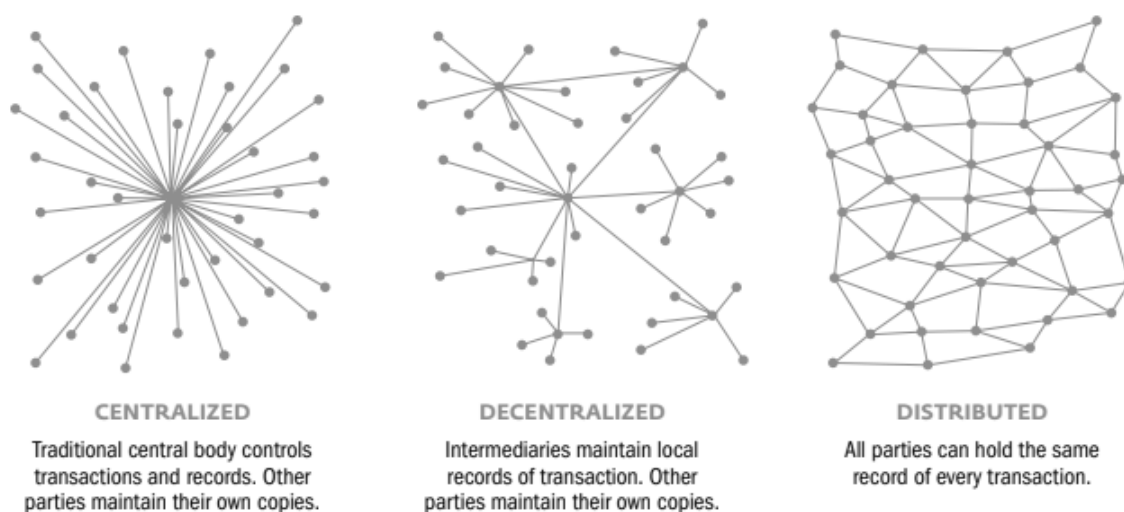 CENTRALIZED
Traditional central body controls
transactions and records. Other
parties maintain their own copies.
DECENTRALIZED
Intermediaries maintain local
records of transaction. Other
parties maintain their own copies.
DISTRIBUTED
All parties can hold the same
record of every transaction.